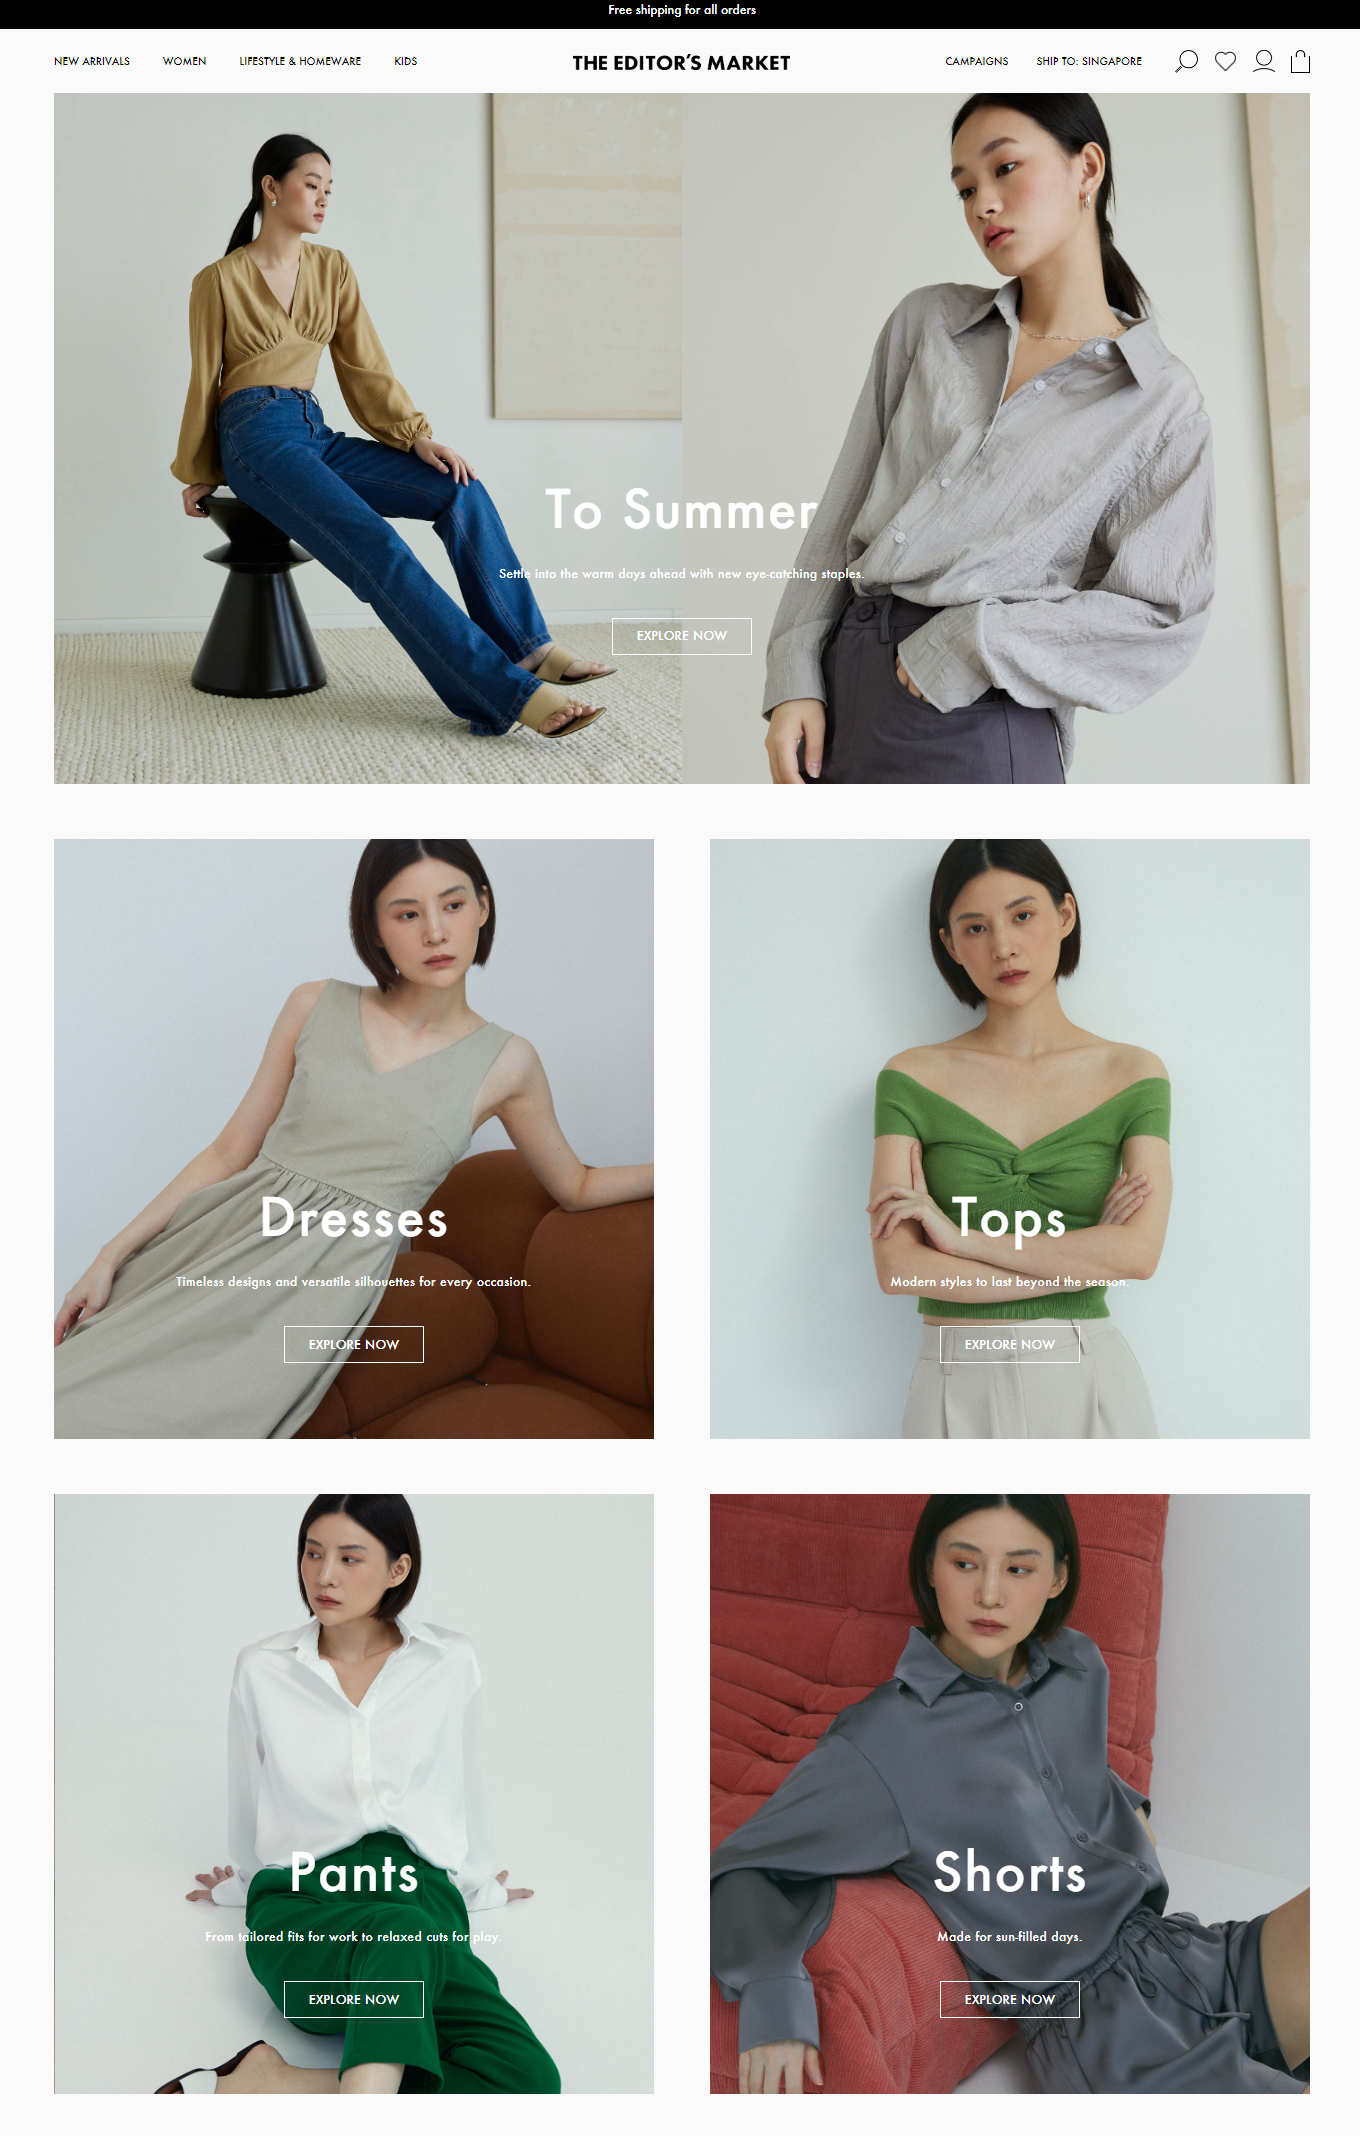 Free shipping for all orders
NEW ARRIVALS WOMEN LIFESTYLE & HOMEWARE KIDS THE EDITOR'S MARKET CAMPAIGNS SHIP TO: SINGAPORE
To Summer
Settle into the warm days ahead with new eye-catching staples.
EXPLORE NOW
Dresses
Timeless designs and versatile silhouettes for every occasion.
EXPLORE NOW
Tops
Modern styles to last beyond the season.
EXPLORE NOW
Pants
From tailored fits for work to relaxed cuts for play.
EXPLORE NOW
Shorts
Made for sun-filled days.
EXPLORE NOW